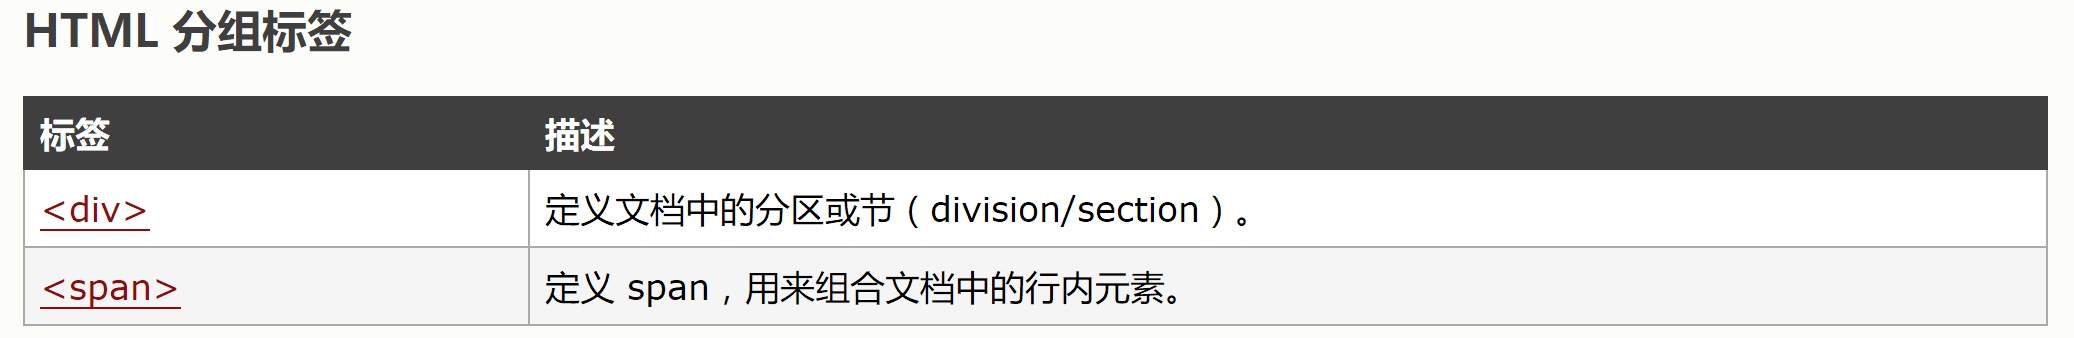 HTML 分组标签
标签 描述
<div> 定义文档中的分区或节（division/section）。
<span> 定义 span，用来组合文档中的行内元素。